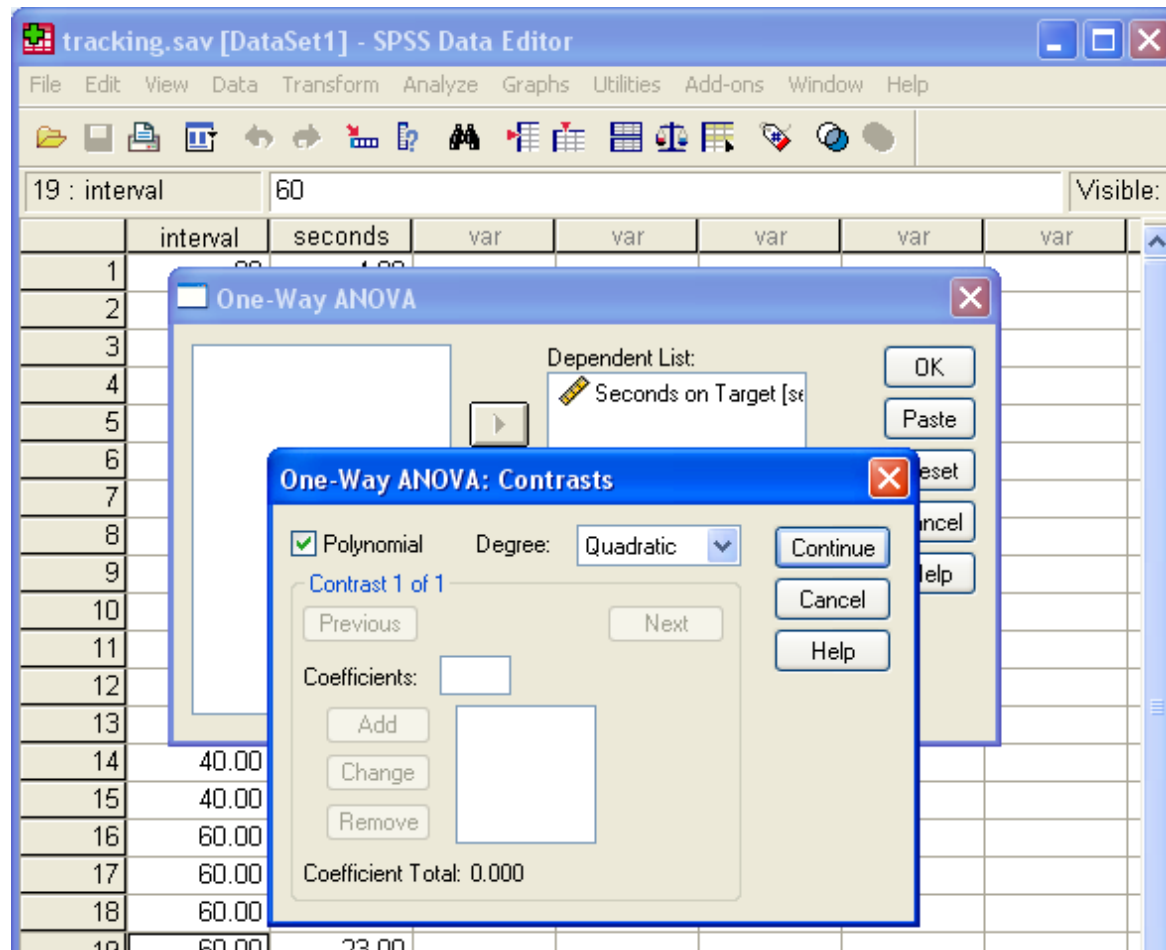 tracking.sav [DataSet1] - SPSS Data Editor
File Edit View Data Transform Analyze Graphs Utilities Add-ons Window Help
19 : interval 60 Visible:
interval seconds var var var var var
1
2
3
4
5
6
7
8
9
10
11
12
13
14 40.00
15 40.00
16 60.00
17 60.00
18 60.00
19 60.00 23.00
One-Way ANOVA
Dependent List:
Seconds on Target [se
OK
Paste
eset
ncel
elp
One-Way ANOVA: Contrasts
Polynomial Degree: Quadratic
Continue
Cancel
Help
Contrast 1 of 1
Previous Next
Coefficients:
Add
Change
Remove
Coefficient Total: 0.000